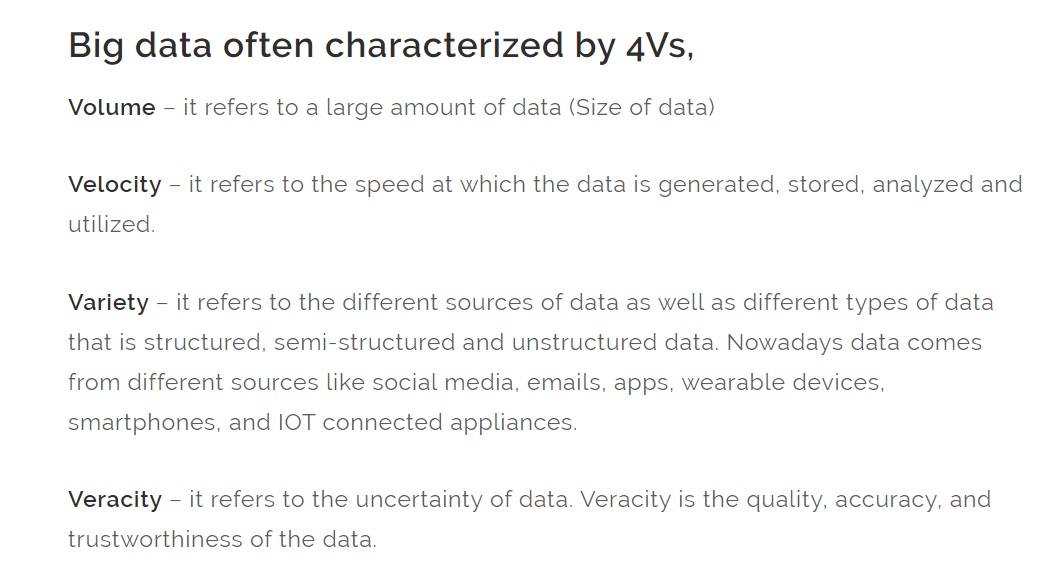 Big data often characterized by 4Vs,
Volume – it refers to a large amount of data (Size of data)
Velocity – it refers to the speed at which the data is generated, stored, analyzed and
utilized.
Variety – it refers to the different sources of data as well as different types of data
that is structured, semi-structured and unstructured data. Nowadays data comes
from different sources like social media, emails, apps, wearable devices,
smartphones, and IOT connected appliances.
Veracity – it refers to the uncertainty of data. Veracity is the quality, accuracy, and
trustworthiness of the data.